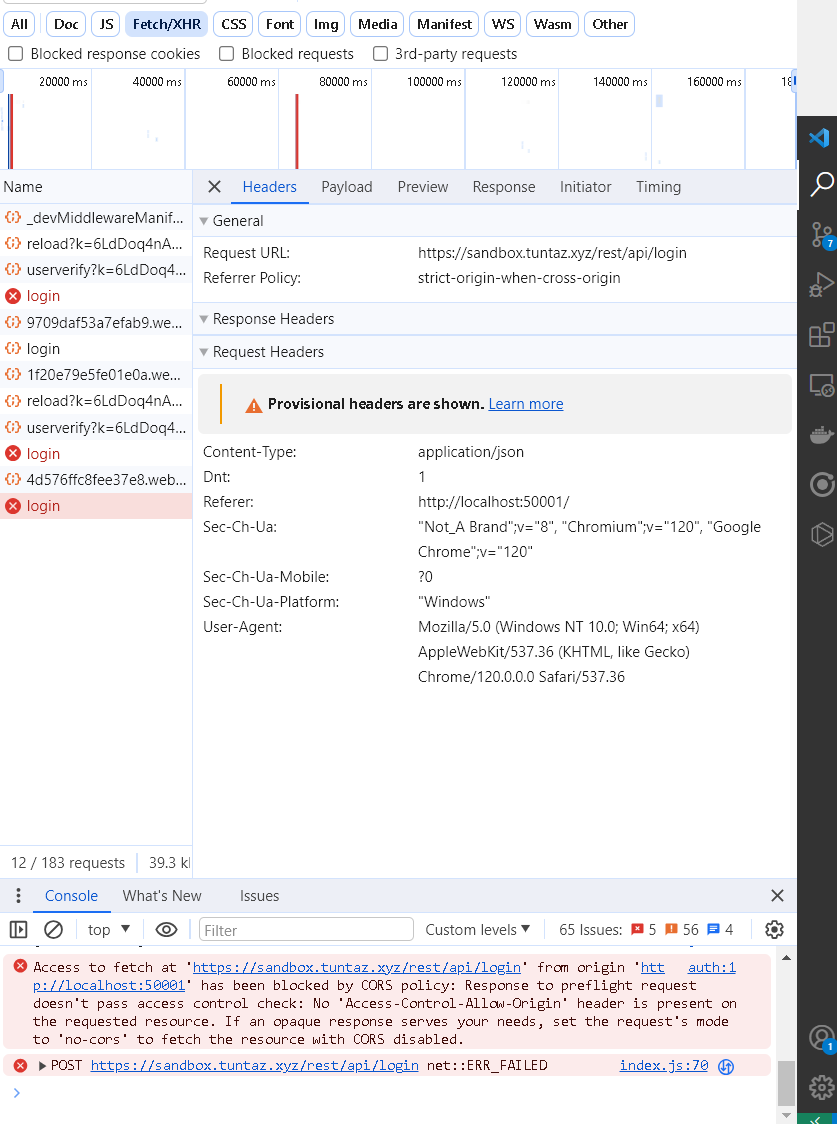 All Doc JS Fetch/XHR CSS Font Img Media Manifest WS Wasm Other
Blocked response cookies Blocked requests 3rd-party requests
20000 ms 40000 ms 60000 ms 80000 ms 100000 ms 120000 ms 140000 ms 160000 ms 18
Name
Headers Payload Preview Response Initiator Timing
_devMiddlewareManif...
reload?k=6LdDoq4nA...
userverify?k=6LdDoq4...
login
9709daf53a7efab9.we...
login
1f20e79e5fe01e0a.we...
reload?k=6LdDoq4nA...
userverify?k=6LdDoq4...
login
4d576ffc8fee37e8.web...
login
General
Request URL: https://sandbox.tuntaz.xyz/rest/api/login
Referrer Policy: strict-origin-when-cross-origin
Response Headers
Request Headers
Provisional headers are shown. Learn more
Content-Type: application/json
Dnt: 1
Referer: http://localhost:50001/
Sec-Ch-Ua: "Not_A Brand";v="8", "Chromium";v="120", "Google
Chrome";v="120"
Sec-Ch-Ua-Mobile: ?0
Sec-Ch-Ua-Platform: "Windows"
User-Agent: Mozilla/5.0 (Windows NT 10.0; Win64; x64)
AppleWebKit/537.36 (KHTML, like Gecko)
Chrome/120.0.0.0 Safari/537.36
12 / 183 requests 39.3 k
Console What's New Issues
top Filter Custom levels 65 Issues: 5 56 4
Access to fetch at 'https://sandbox.tuntaz.xyz/rest/api/login' from origin 'htt auth:1
p://localhost:50001' has been blocked by CORS policy: Response to preflight request
doesn't pass access control check: No 'Access-Control-Allow-Origin' header is present on
the requested resource. If an opaque response serves your needs, set the request's mode
to 'no-cors' to fetch the resource with CORS disabled.
POST https://sandbox.tuntaz.xyz/rest/api/login net::ERR_FAILED index.js:70
7
1